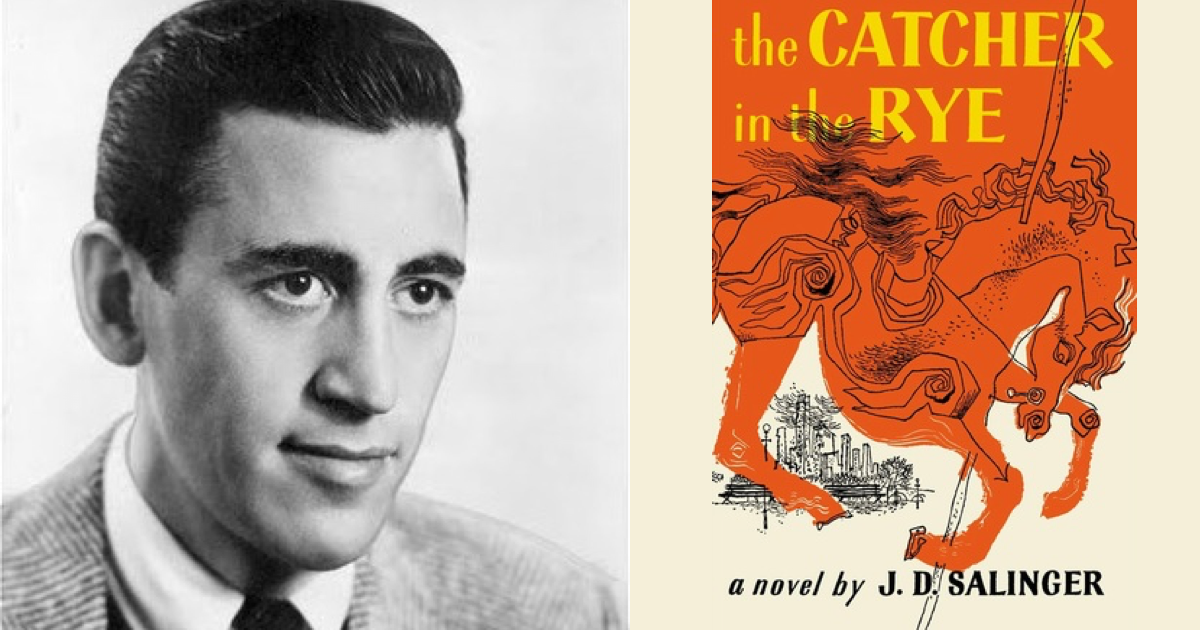 the CATCHER
in the RYE
a novel by J. D. SALINGER